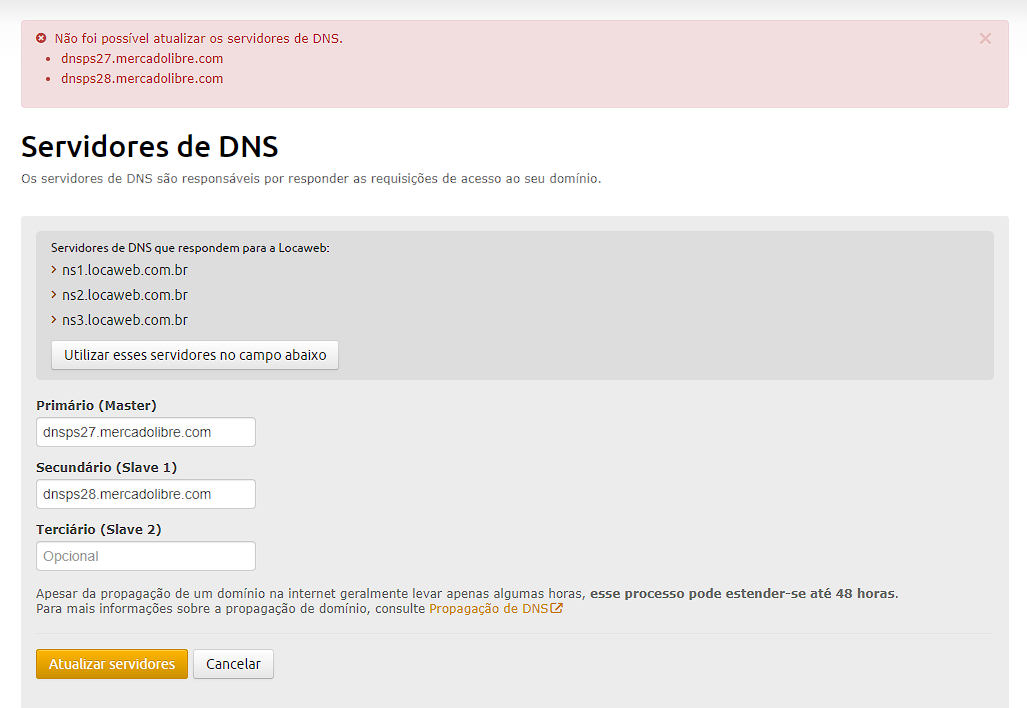 Não foi possível atualizar os servidores de DNS.
dnsps27.mercadolibre.com
dnsps28.mercadolibre.com
Servidores de DNS
Os servidores de DNS são responsáveis por responder as requisições de acesso ao seu domínio.
Servidores de DNS que respondem para a Locaweb:
ns1.locaweb.com.br
ns2.locaweb.com.br
ns3.locaweb.com.br
Utilizar esses servidores no campo abaixo
Primário (Master)
dnsps27.mercadolibre.com
Secundário (Slave 1)
dnsps28.mercadolibre.com
Terciário (Slave 2)
Opcional
Apesar da propagação de um domínio na internet geralmente levar apenas algumas horas, esse processo pode estender-se até 48 horas.
Para mais informações sobre a propagação de domínio, consulte Propagação de DNS
Atualizar servidores
Cancelar